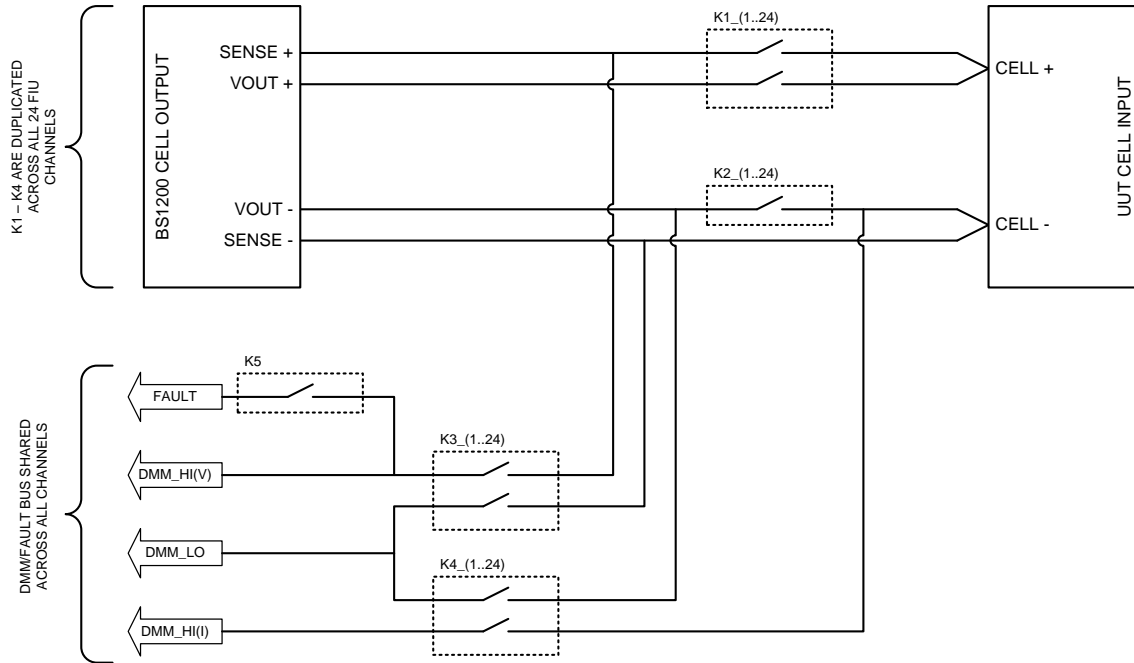 K1 – K4 ARE DUPLICATED
ACROSS ALL 24 FIU
CHANNELS
BS1200 CELL OUTPUT
SENSE +
VOUT +
VOUT -
SENSE -
K1_(1..24)
K2_(1..24)
CELL +
CELL -
UUT CELL INPUT
DMM/FAULT BUS SHARED
ACROSS ALL CHANNELS
K5
FAULT
DMM_HI(V)
DMM_LO
DMM_HI(I)
K3_(1..24)
K4_(1..24)